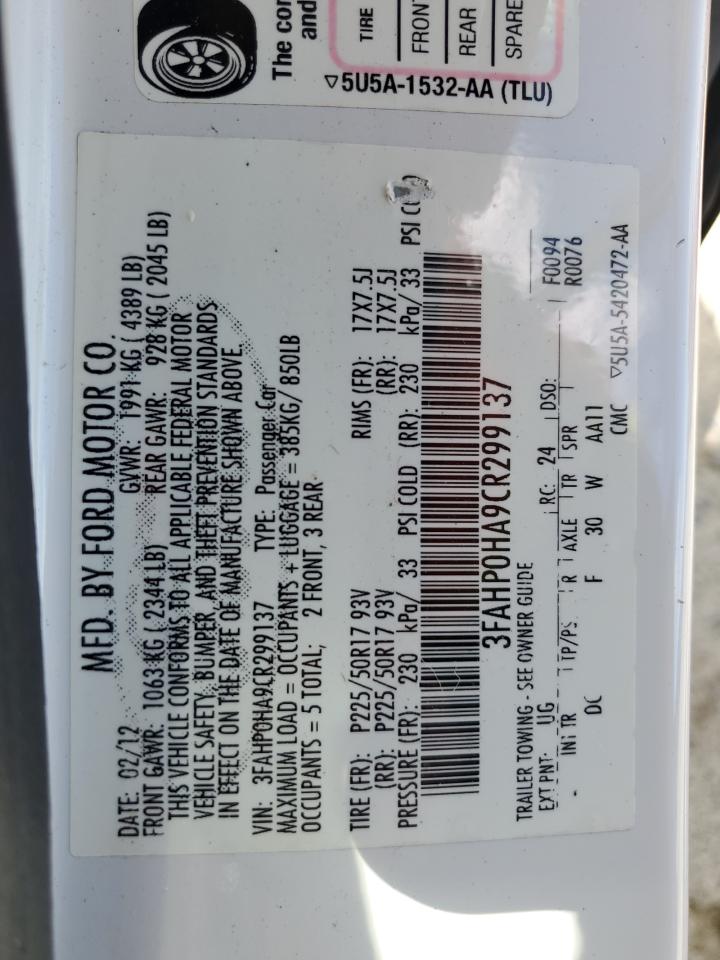 The cor
and
TIRE
FRONT
REAR
SPARE
▽5U5A-1532-AA (TLU)
MFD. BY FORD MOTOR CO.
DATE: 02/12 GVWR: 1991 KG ( 4389 LB)
FRONT GAWR: 1063 KG ( 2344 LB) REAR GAWR: 928 KG ( 2045 LB)
THIS VEHICLE CONFORMS TO ALL APPLICABLE FEDERAL MOTOR
VEHICLE SAFETY, BUMPER, AND THEFT PREVENTION STANDARDS
IN EFFECT ON THE DATE OF MANUFACTURE SHOWN ABOVE.
VIN: 3FAHP0HA9CR299137 TYPE: Passenger Car
MAXIMUM LOAD = OCCUPANTS + LUGGAGE = 385KG/ 850LB
OCCUPANTS = 5 TOTAL; 2 FRONT, 3 REAR
TIRE (FR): P225/50R17 93V RIMS (FR): 17X7.5J
(RR): P225/50R17 93V (RR): 17X7.5J
PRESSURE (FR): 230 kPa/ 33 PSI COLD (RR): 230 kPa/ 33 PSI
3FAHP0HA9CR299137
TRAILER TOWING - SEE OWNER GUIDE F0094
EXT PNT: UG RC: 24 DSO: R0076
INT TR TP/PS R AXLE TR SPR
- DC F 30 W AA11
CMC ▽5U5A-5420472-AA